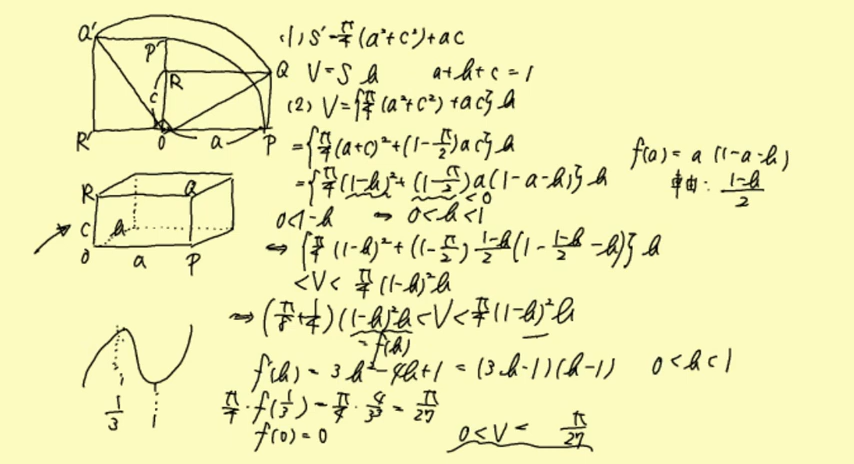 Q'
P'
R
Q
c
R'
O
a
P
(1) S = π/4 (a²+c²)+ac
V = S h   a+h+c = 1
(2) V = {π/4 (a²+c²) + ac} h
= {π/4 (a+c)² + (1-π/2) ac} h
= {π/4 (1-h)² + (1-π/2) a (1-a-h)} h
<0
f(a) = a (1-a-h)
軸: (1-h)/2
0<1-h ⇒ 0<h<1
⇔ {π/4 (1-h)² + (1-π/2) (1-h)/2 (1 - (1-h)/2 - h)} h
<V< π/4 (1-h)² h
⇒ (π/8+1/4) (1-h)² h < V < π/4 (1-h)² h
= f(h)
f'(h) = 3h² - 4h + 1 = (3h-1)(h-1)   0<h<1
π/4 · f(1/3) = π/4 · 4/3³ = π/27
f(0) = 0
0<V≤ π/27
R
Q
c
h
O
a
P
1/3
1